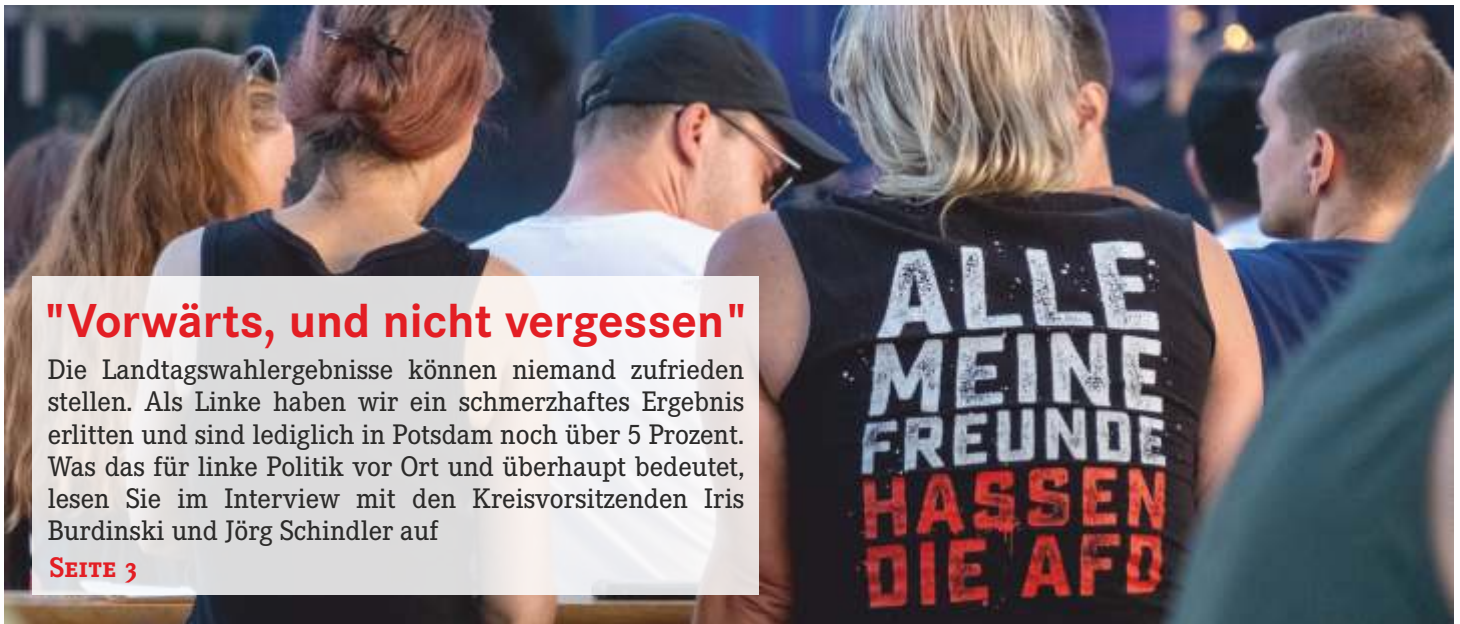 "Vorwärts, und nicht vergessen"
Die Landtagswahlergebnisse können niemand zufrieden
stellen. Als Linke haben wir ein schmerzhaftes Ergebnis
erlitten und sind lediglich in Potsdam noch über 5 Prozent.
Was das für linke Politik vor Ort und überhaupt bedeutet,
lesen Sie im Interview mit den Kreisvorsitzenden Iris
Burdinski und Jörg Schindler auf
SEITE 3
ALLE
MEINE
FREUNDE
HASSEN
DIE AFD